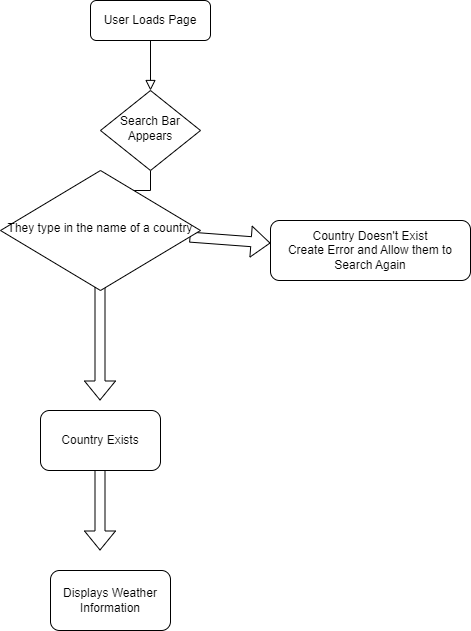 User Loads Page
Search Bar
Appears
They type in the name of a country
Country Doesn't Exist
Create Error and Allow them to
Search Again
Country Exists
Displays Weather
Information